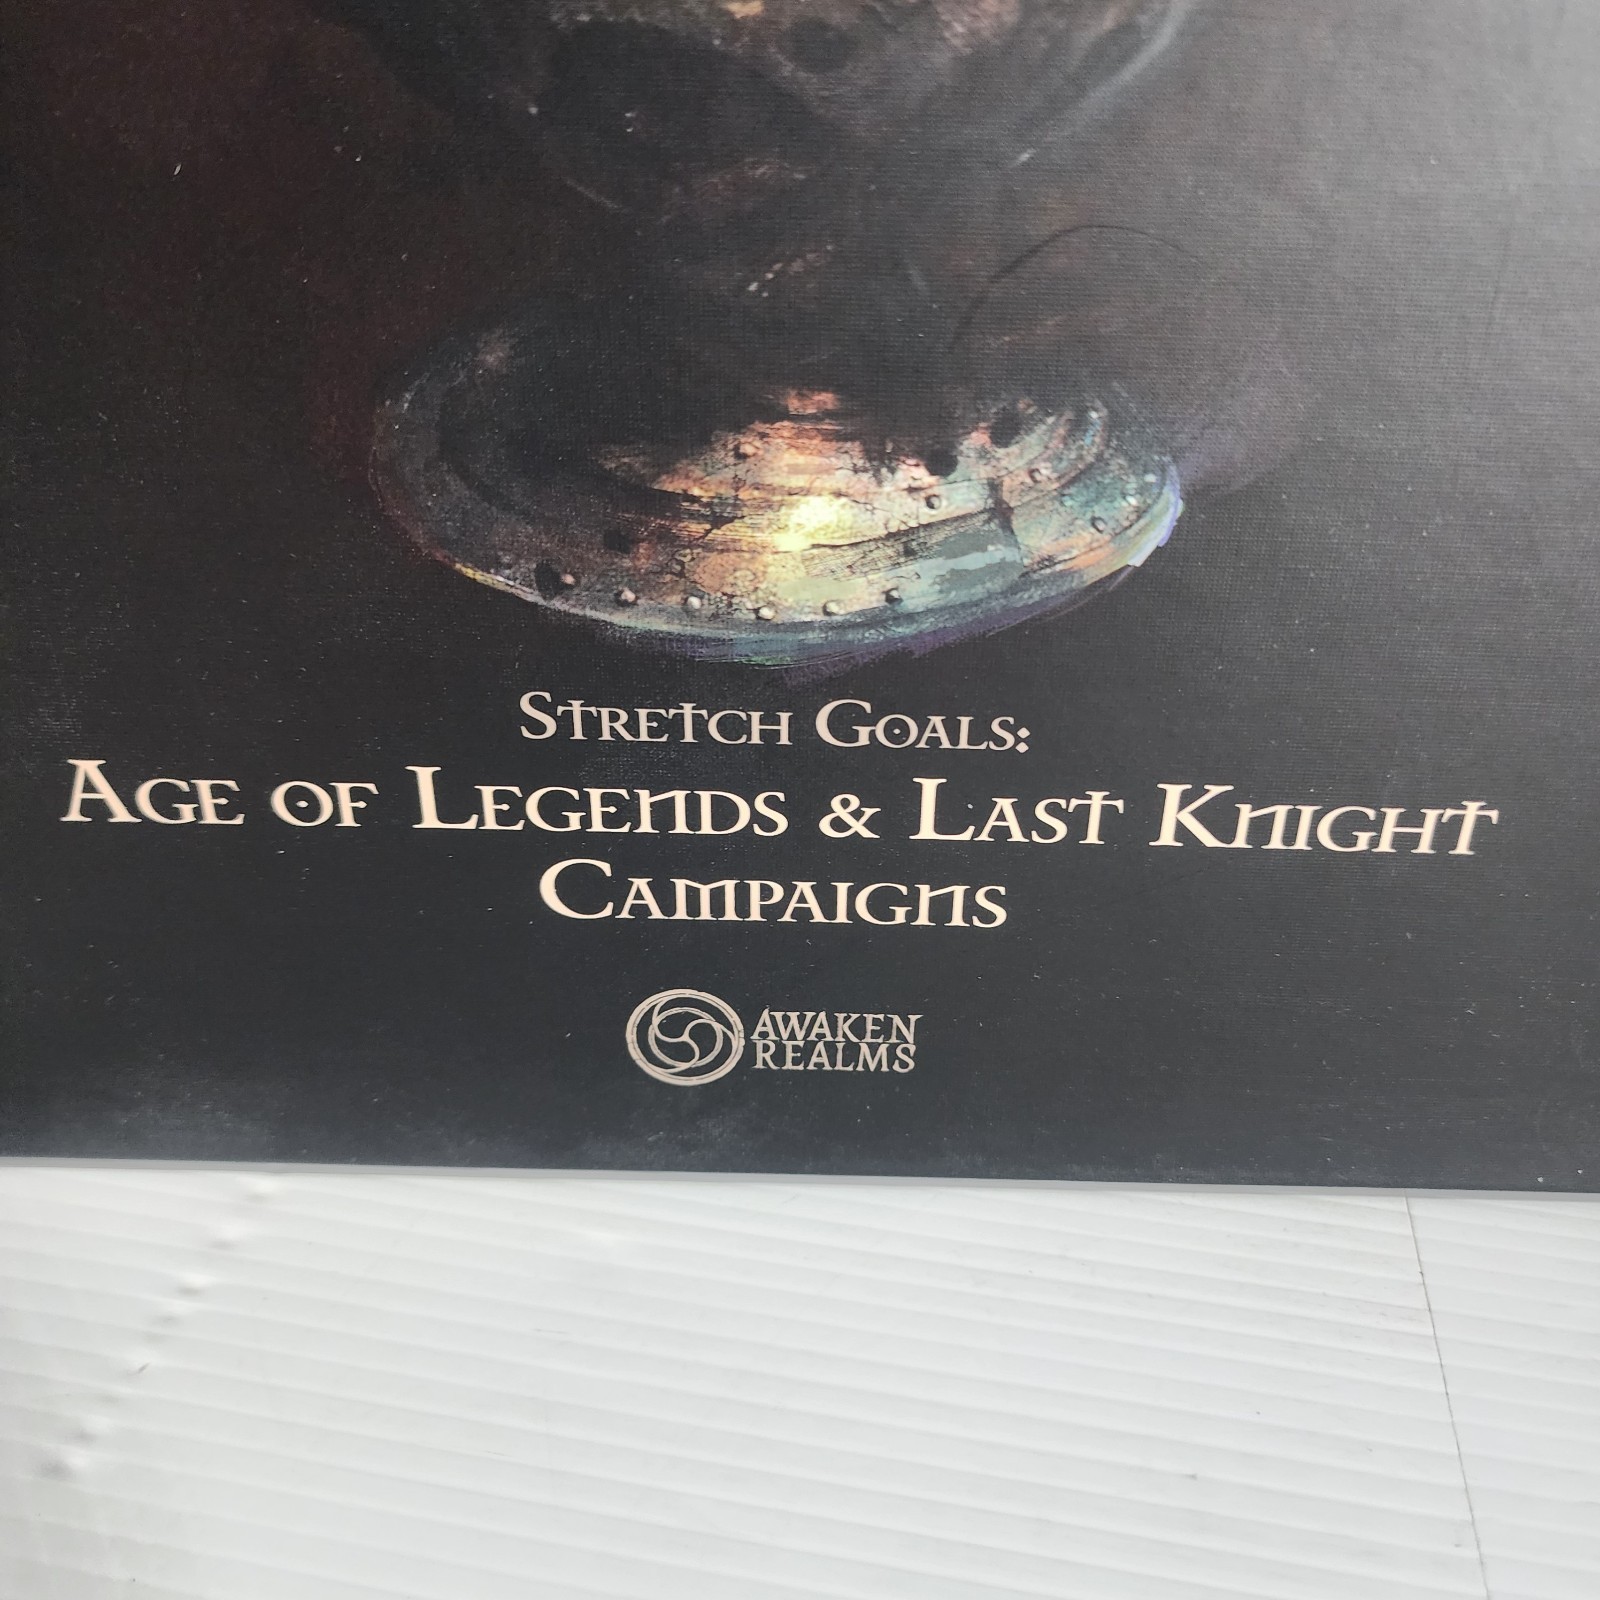 Stretch Goals:
Age of Legends & Last Knight
Campaigns
AWAKEN
REALMS